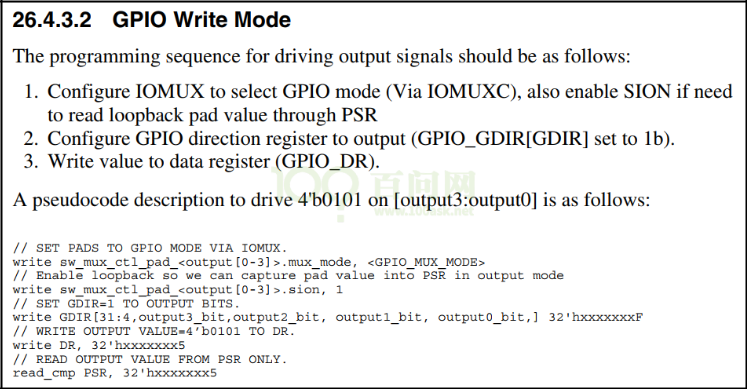 26.4.3.2 GPIO Write Mode
The programming sequence for driving output signals should be as follows:
1. Configure IOMUX to select GPIO mode (Via IOMUXC), also enable SION if need
to read loopback pad value through PSR
2. Configure GPIO direction register to output (GPIO_GDIR[GDIR] set to 1b).
3. Write value to data register (GPIO_DR).
100 百问网
www.100ask.net
A pseudocode description to drive 4'b0101 on [output3:output0] is as follows:
// SET PADS TO GPIO MODE VIA IOMUX.
write sw_mux_ctl_pad_<output[0-3]>.mux_mode, <GPIO_MUX_MODE>
// Enable loopback so we can capture pad value into PSR in output mode
write sw_mux_ctl_pad_<output[0-3]>.sion, 1
// SET GDIR=1 TO OUTPUT BITS.
write GDIR[31:4,output3_bit,output2_bit, output1_bit, output0_bit,] 32'hxxxxxxxF
// WRITE OUTPUT VALUE=4'b0101 TO DR.
write DR, 32'hxxxxxxx5
// READ OUTPUT VALUE FROM PSR ONLY.
read_cmp PSR, 32'hxxxxxxx5